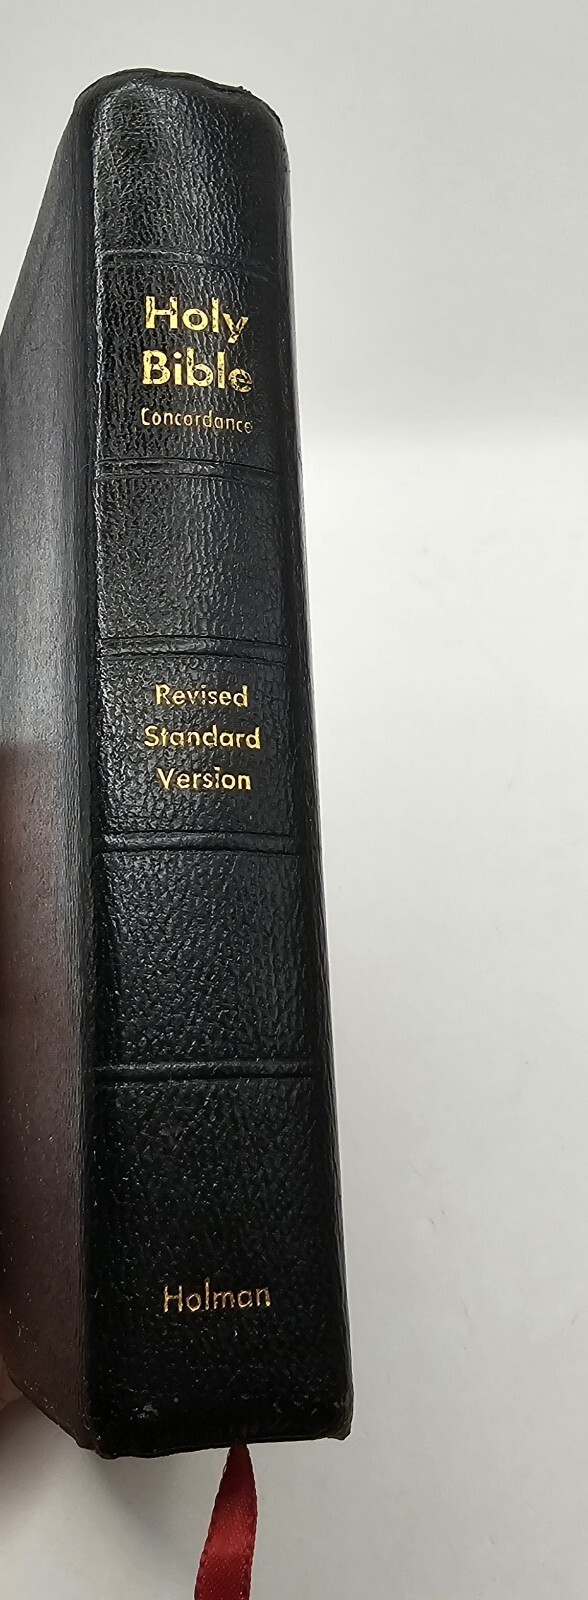 Holy
Bible
Concordance
Revised
Standard
Version
Holman